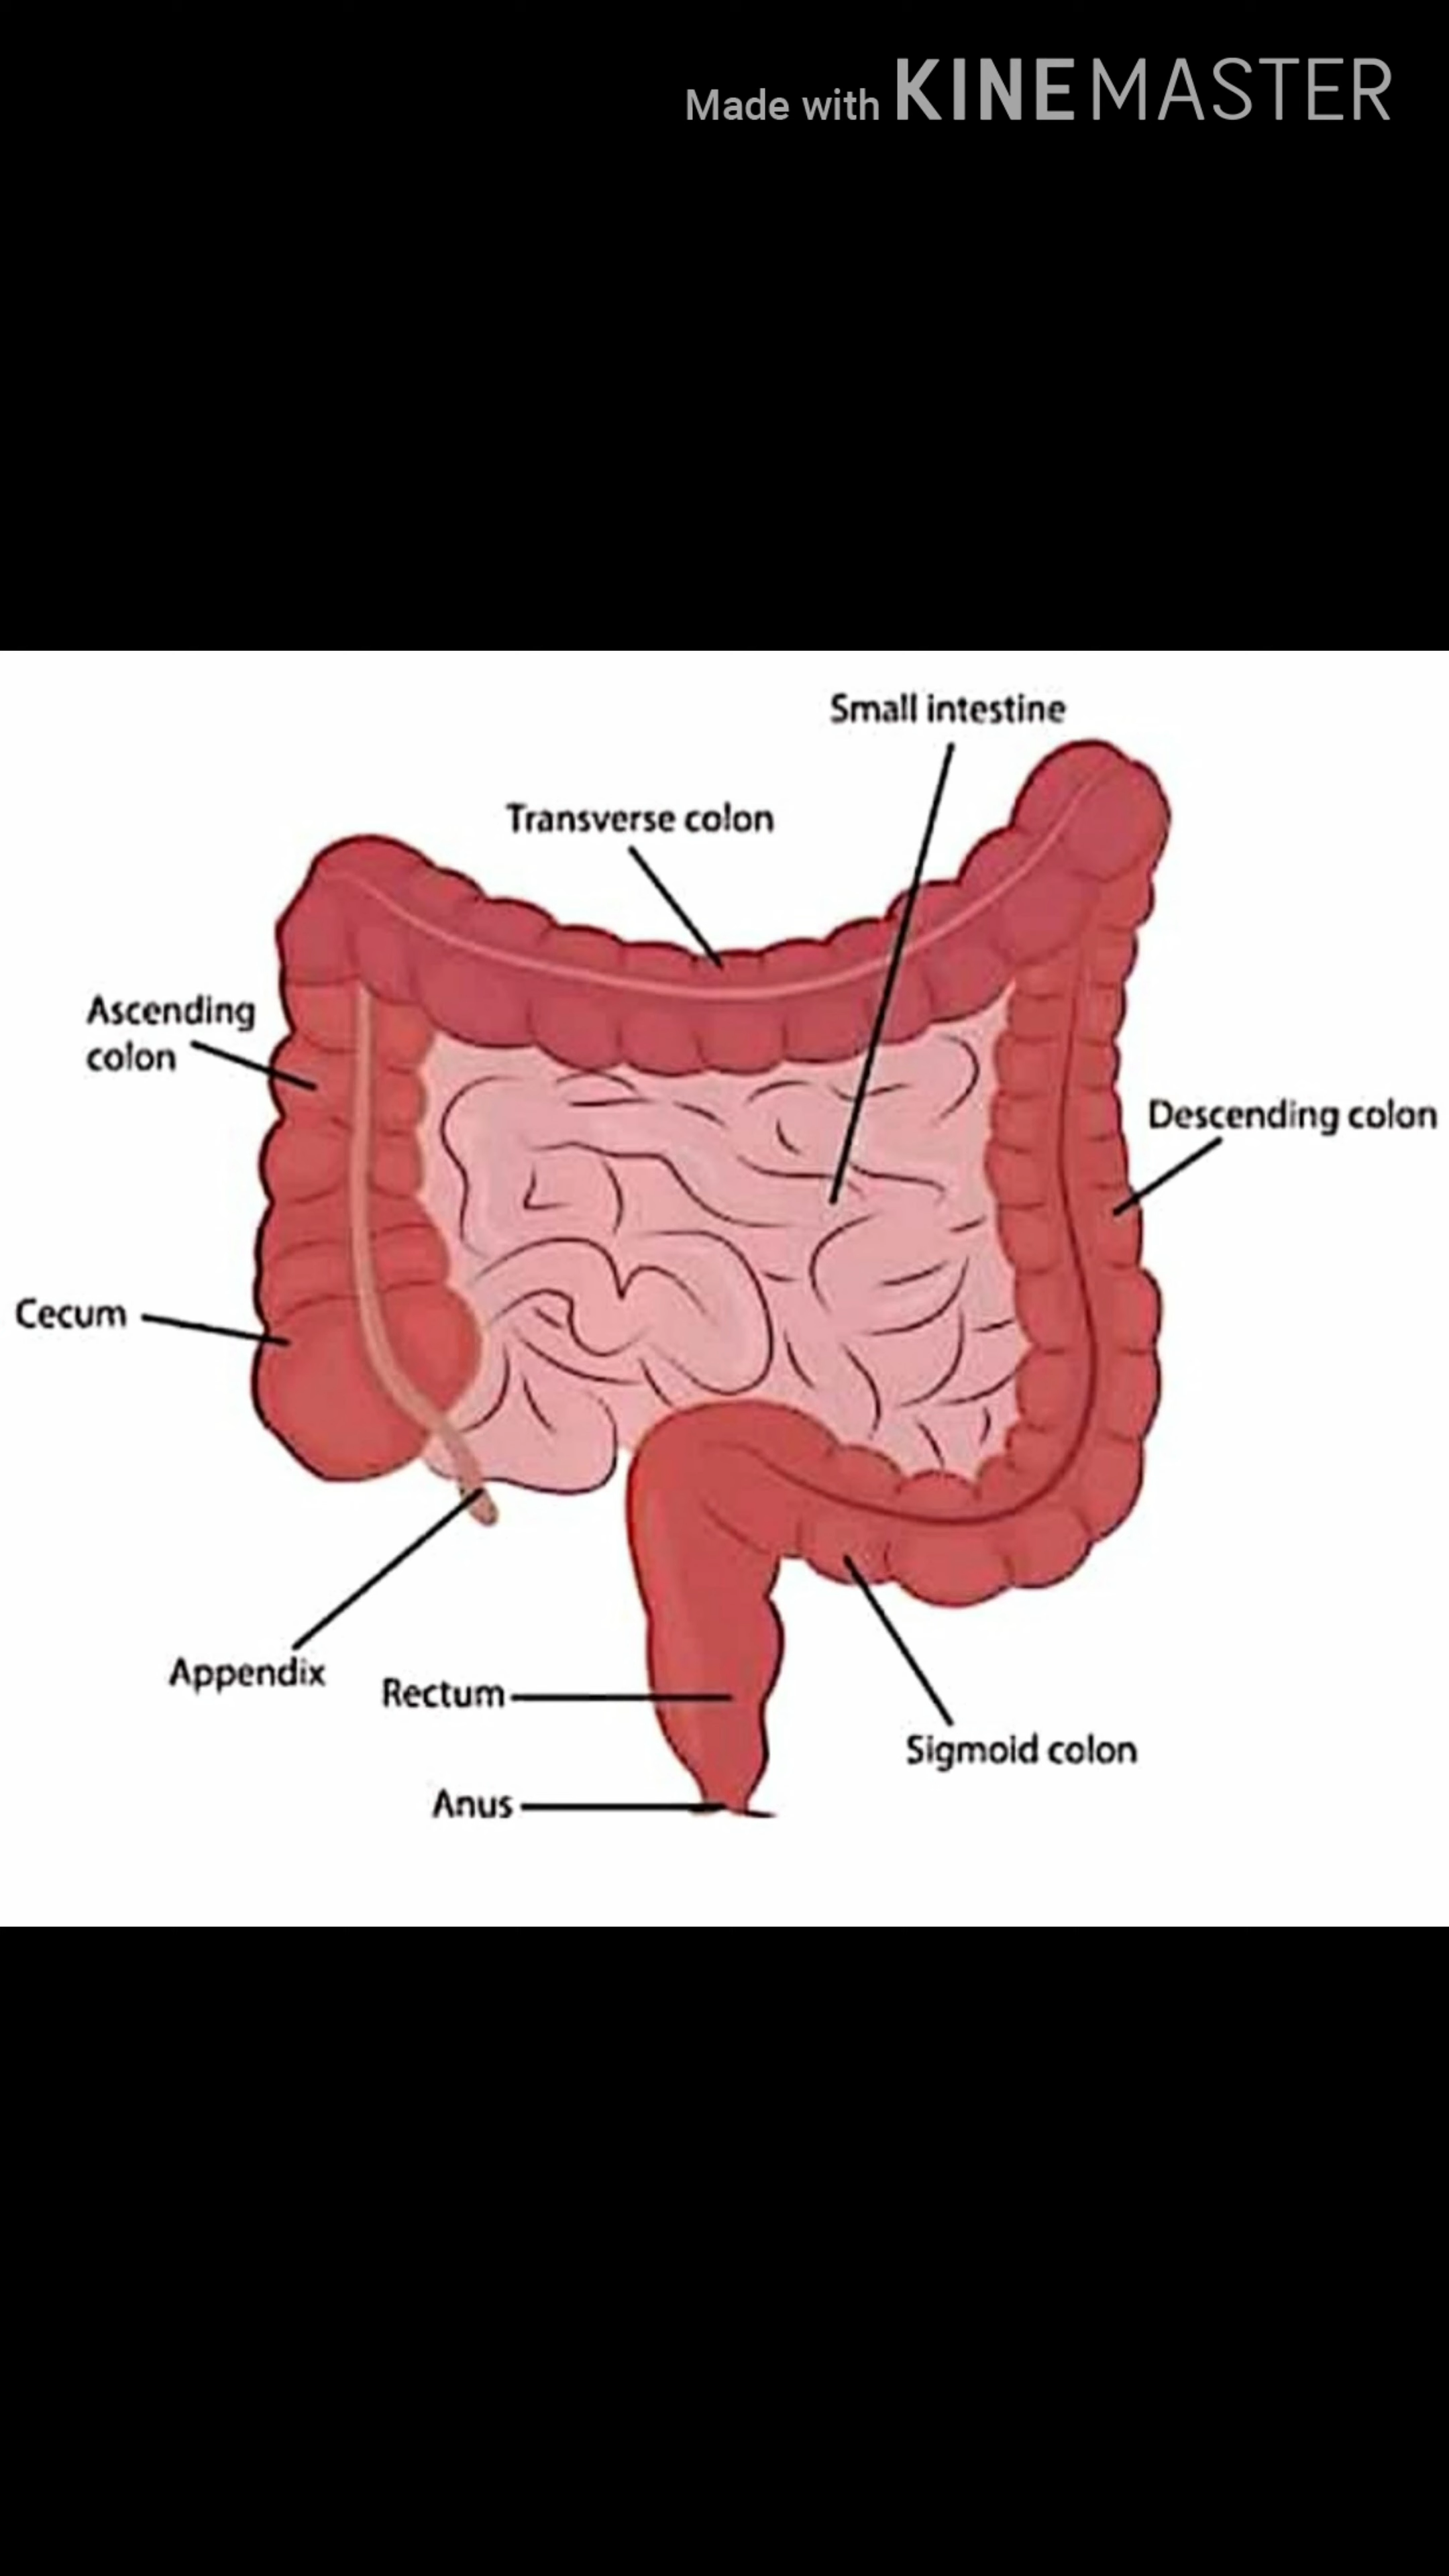 Made with KINEMASTER
Small intestine
Transverse colon
Ascending
colon
Descending colon
Cecum
Appendix
Rectum
Sigmoid colon
Anus